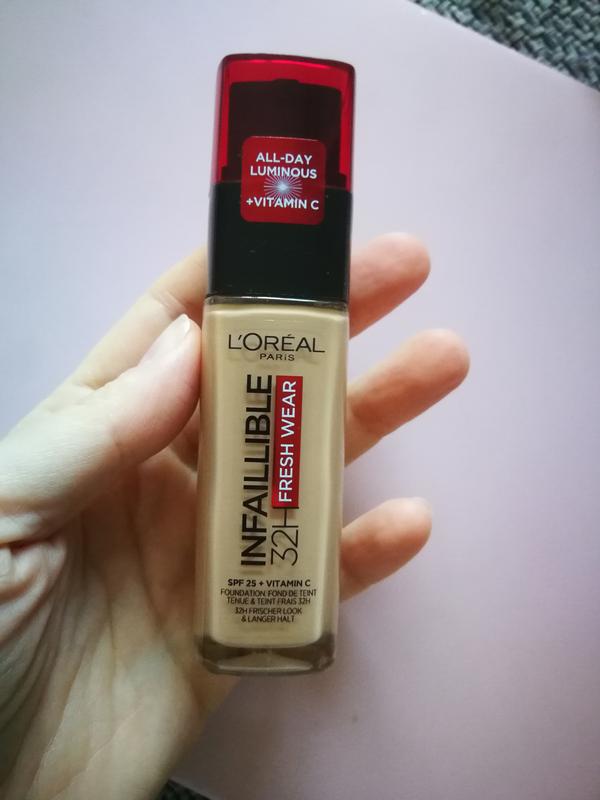 ALL-DAY
LUMINOUS
+VITAMIN C
L'ORÉAL
PARIS
INFAILLIBLE
32H FRESH WEAR
SPF 25 + VITAMIN C
FOUNDATION FOND DE TEINT
TENUE & TEINT FRAIS 32H
32H FRISCHER LOOK
& LANGER HALT